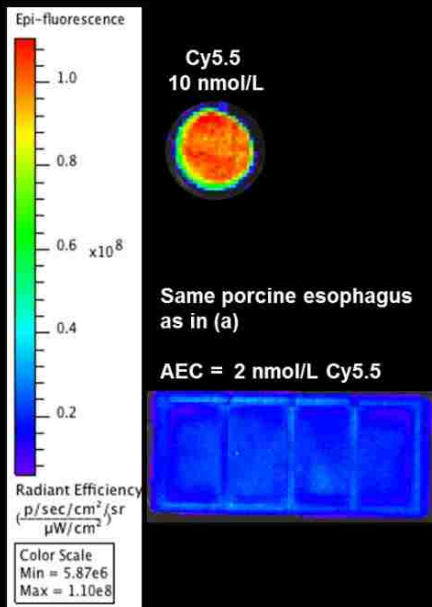 Epi-fluorescence
1.0
0.8
0.6
x10⁸
0.4
0.2
Radiant Efficiency
(p/sec/cm²/sr
µW/cm²)
Color Scale
Min = 5.87e6
Max = 1.10e8
Cy5.5
10 nmol/L
Same porcine esophagus
as in (a)
AEC = 2 nmol/L Cy5.5